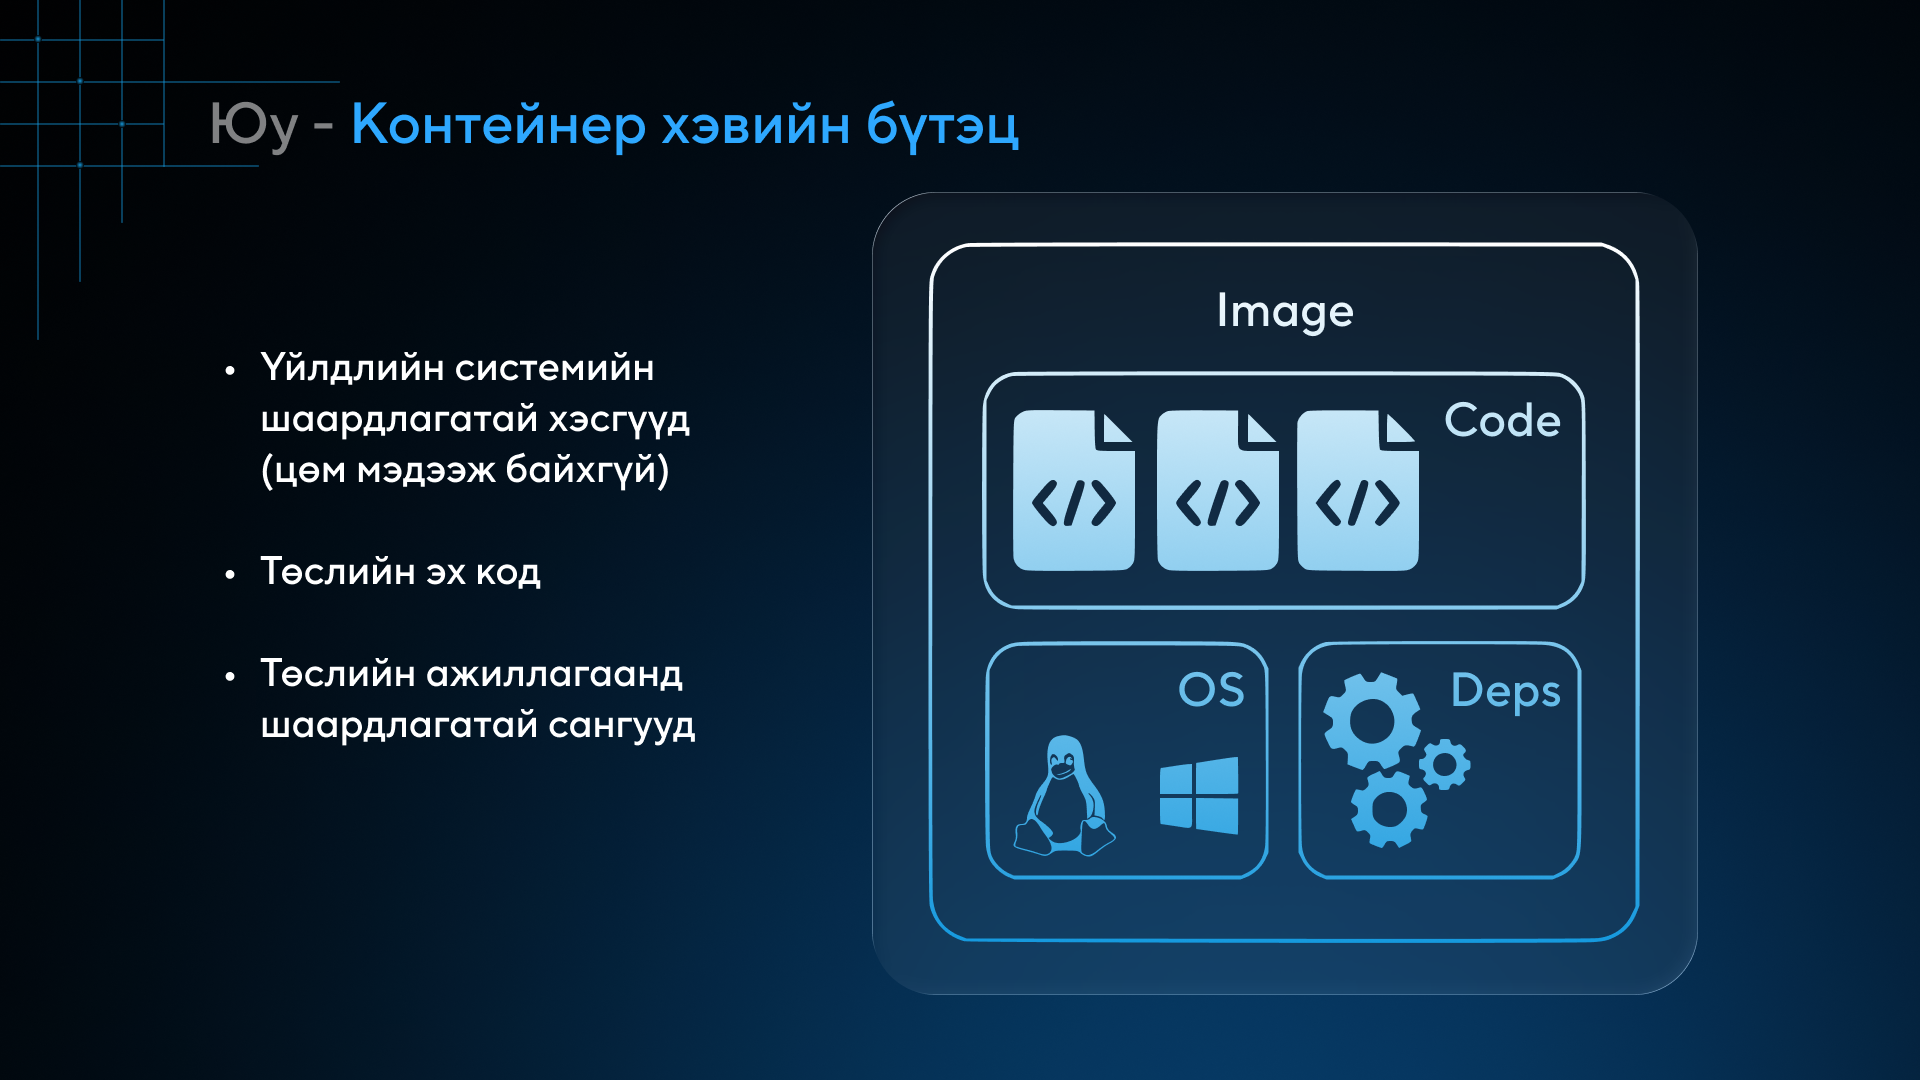 Юу - Контейнер хэвийн бүтэц
• Үйлдлийн системийн
шаардлагатай хэсгүүд
(цөм мэдээж байхгүй)
• Төслийн эх код
• Төслийн ажиллагаанд
шаардлагатай сангууд
Image
Code
</>
</>
</>
OS
Deps